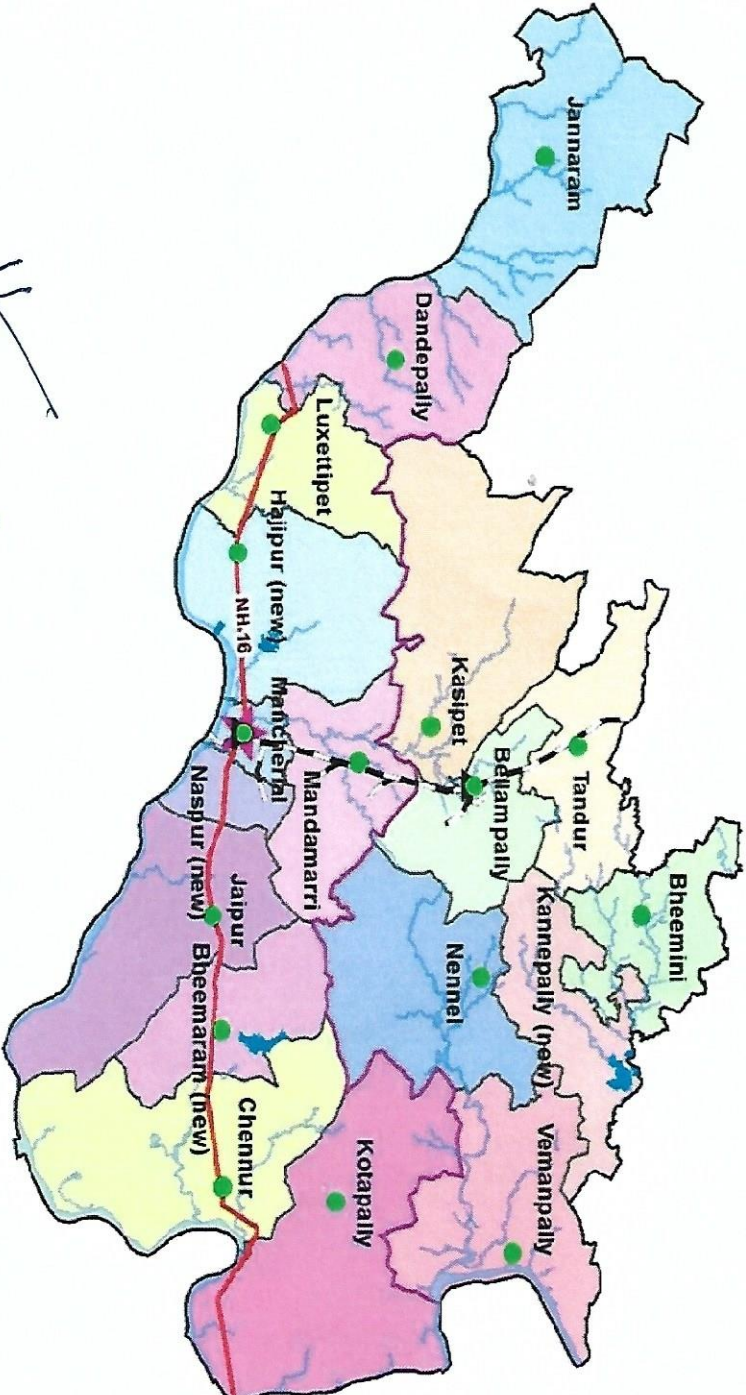 Jannaram
Dandepally
Luxettipet
Hajipur (new)
NH.16
Mancherial
Kasipet
Mandamarri
Bellampally
Tandur
Naspur (new)
Jaipur
Bheemaram (new)
Nennel
Kannepally (new)
Bheemini
Chennur
Kotapally
Vemanpally